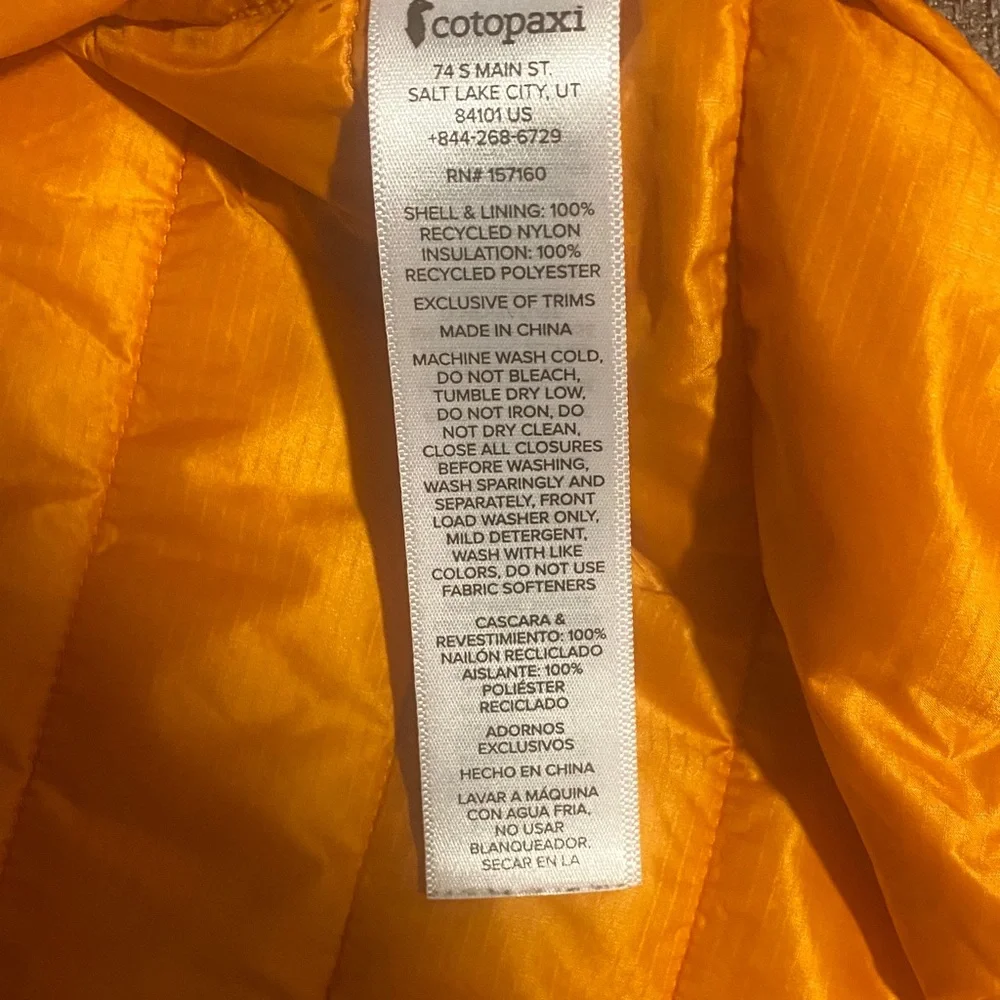 cotopaxi
74 S MAIN ST.
SALT LAKE CITY, UT
84101 US
+844-268-6729
RN# 157160
SHELL & LINING: 100%
RECYCLED NYLON
INSULATION: 100%
RECYCLED POLYESTER
EXCLUSIVE OF TRIMS
MADE IN CHINA
MACHINE WASH COLD,
DO NOT BLEACH,
TUMBLE DRY LOW,
DO NOT IRON, DO
NOT DRY CLEAN,
CLOSE ALL CLOSURES
BEFORE WASHING,
WASH SPARINGLY AND
SEPARATELY, FRONT
LOAD WASHER ONLY,
MILD DETERGENT,
WASH WITH LIKE
COLORS, DO NOT USE
FABRIC SOFTENERS
CASCARA &
REVESTIMIENTO: 100%
NAILÓN RECLICLADO
AISLANTE: 100%
POLIÉSTER
RECICLADO
ADORNOS
EXCLUSIVOS
HECHO EN CHINA
LAVAR A MÁQUINA
CON AGUA FRIA,
NO USAR
BLANQUEADOR.
SECAR EN LA